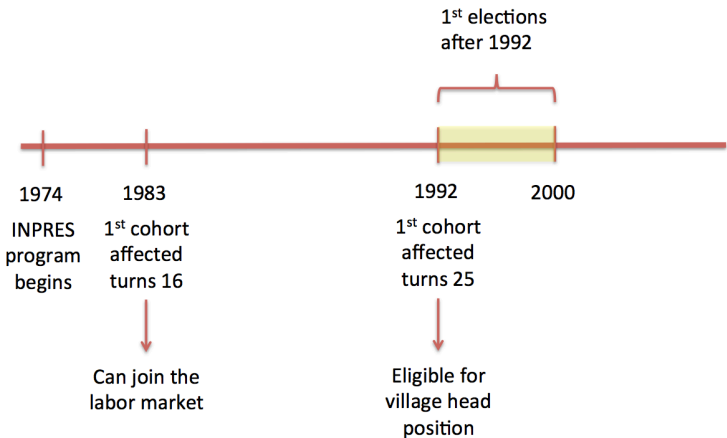 1st elections
after 1992
1974
INPRES
program
begins
1983
1st cohort
affected
turns 16
Can join the
labor market
1992
1st cohort
affected
turns 25
Eligible for
village head
position
2000